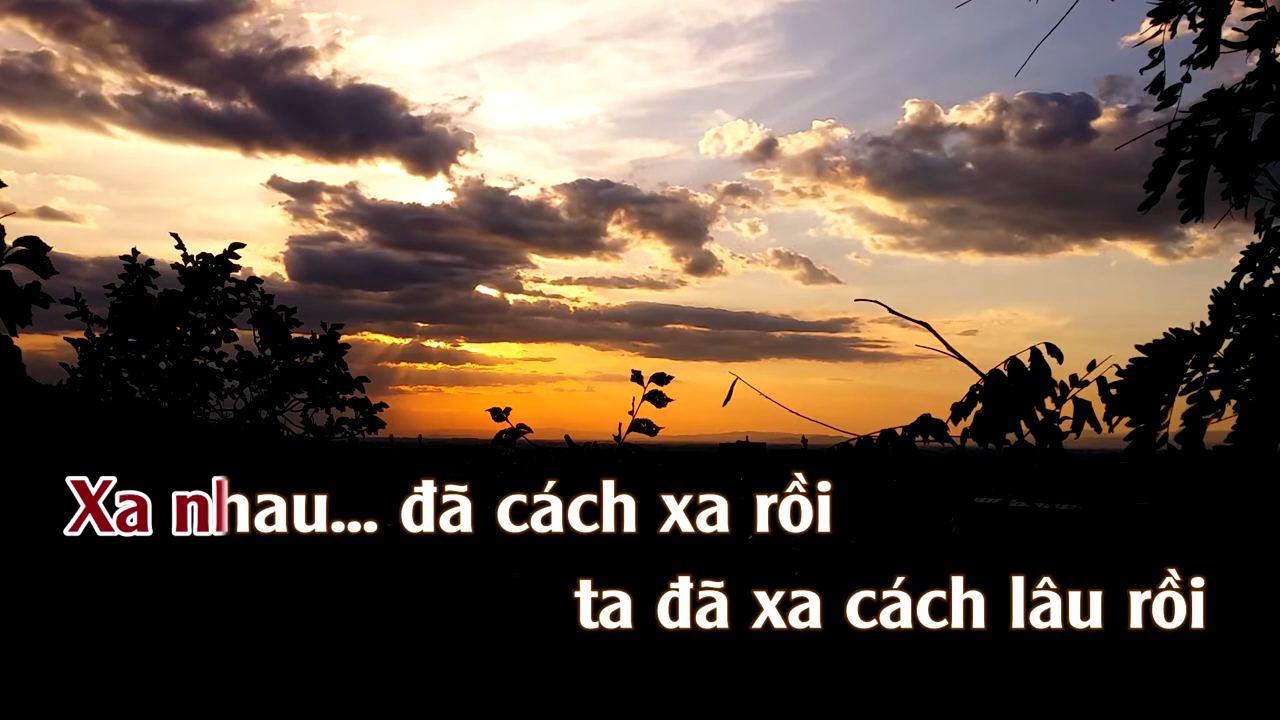 Xa nhau... đã cách xa rồi
ta đã xa cách lâu rồi